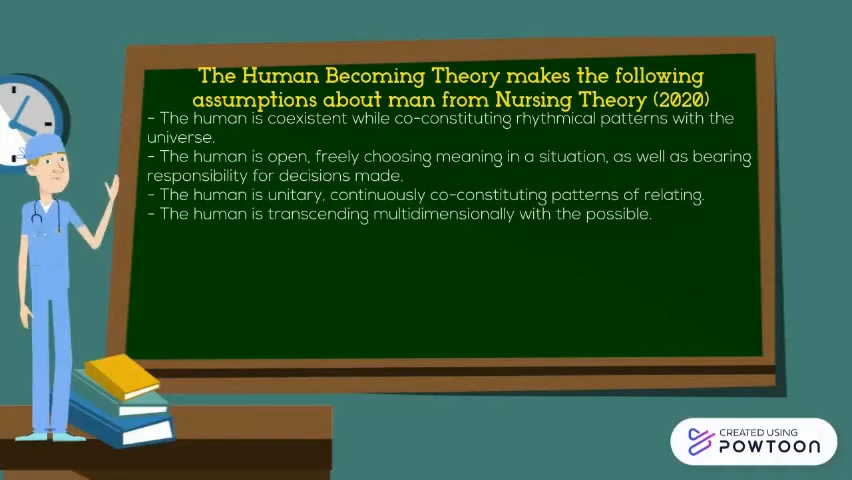 The Human Becoming Theory makes the following
assumptions about man from Nursing Theory (2020)
- The human is coexistent while co-constituting rhythmical patterns with the
universe.
- The human is open, freely choosing meaning in a situation, as well as bearing
responsibility for decisions made.
- The human is unitary, continuously co-constituting patterns of relating.
- The human is transcending multidimensionally with the possible.
CREATED USING
POWTOON